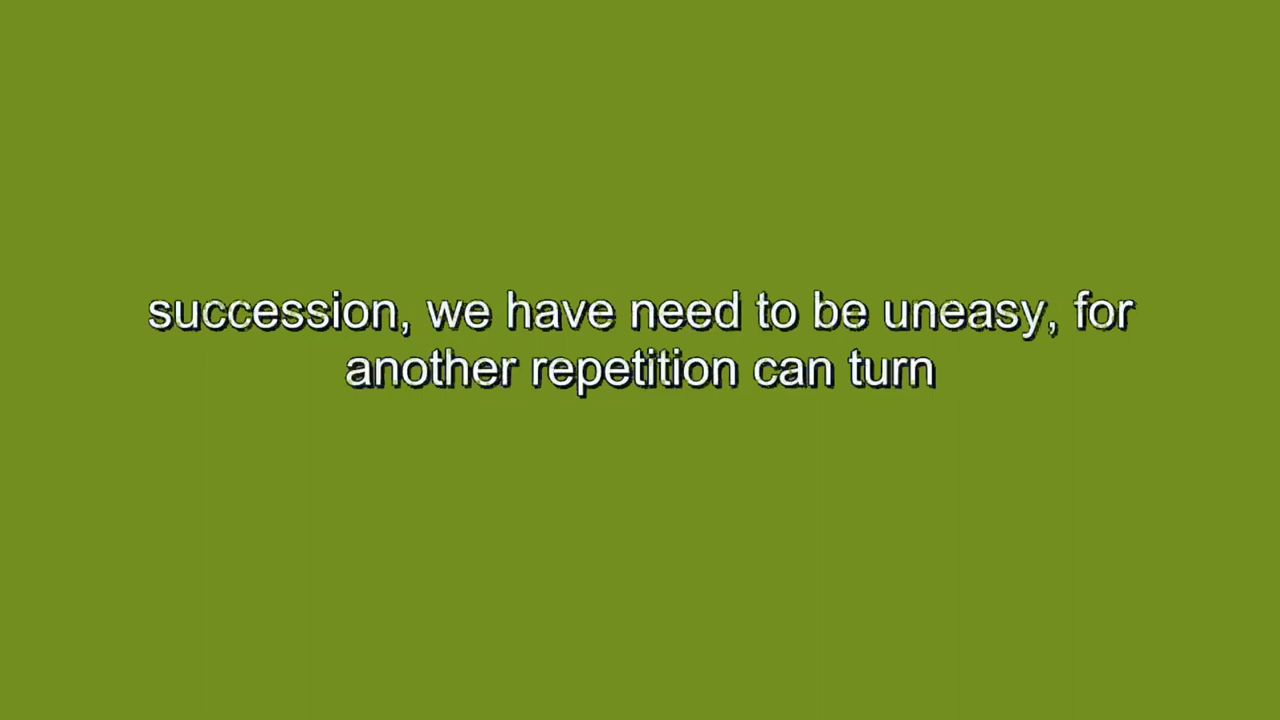 succession, we have need to be uneasy, for
another repetition can turn